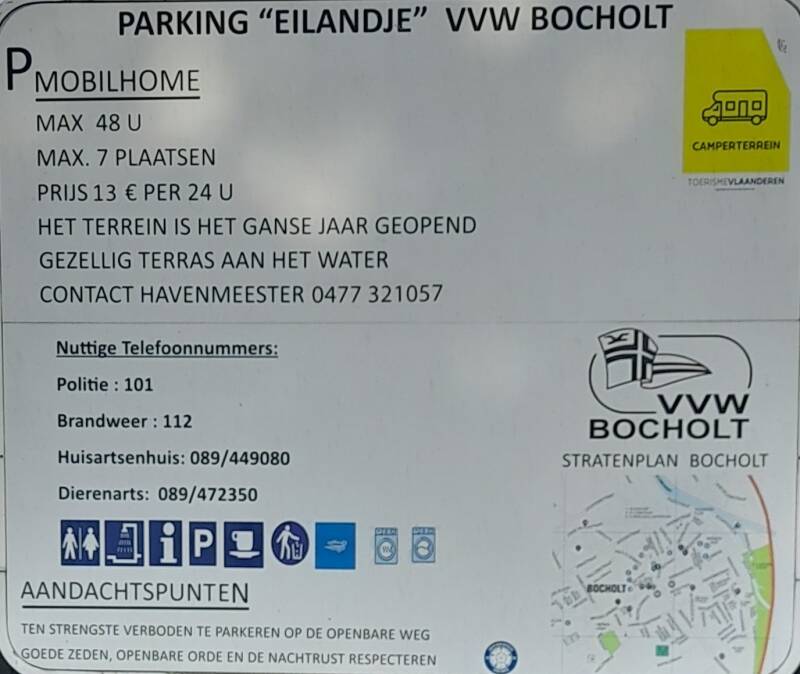 PARKING “EILANDJE” VVW BOCHOLT
P MOBILHOME
MAX 48 U
MAX. 7 PLAATSEN
PRIJS 13 € PER 24 U
HET TERREIN IS HET GANSE JAAR GEOPEND
GEZELLIG TERRAS AAN HET WATER
CONTACT HAVENMEESTER 0477 321057
CAMPERTERREIN
TOERISMEVLAANDEREN
Nuttige Telefoonnummers:
Politie : 101
Brandweer : 112
Huisartsenhuis: 089/449080
Dierenarts: 089/472350
VVW
BOCHOLT
STRATENPLAN BOCHOLT
BOCHOLT
i P
AANDACHTSPUNTEN
TEN STRENGSTE VERBODEN TE PARKEREN OP DE OPENBARE WEG
GOEDE ZEDEN, OPENBARE ORDE EN DE NACHTRUST RESPECTEREN